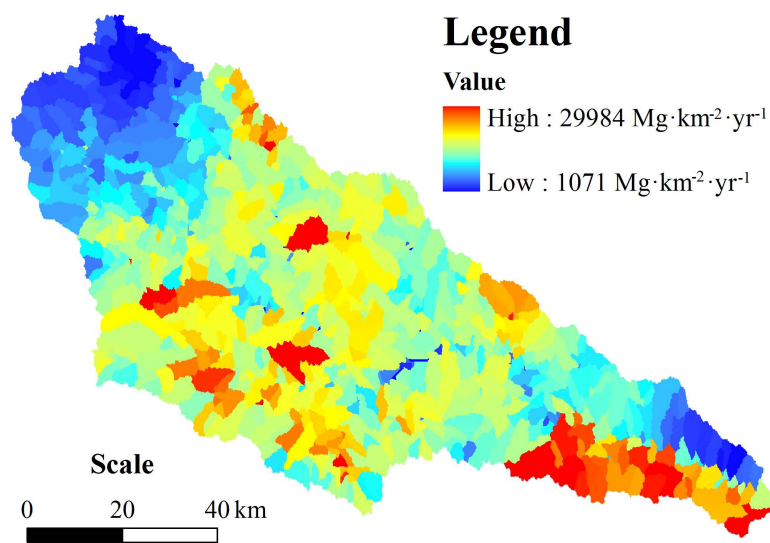 Legend
Value
High : 29984 Mg·km⁻²·yr⁻¹
Low : 1071 Mg·km⁻²·yr⁻¹
Scale
0 20 40 km